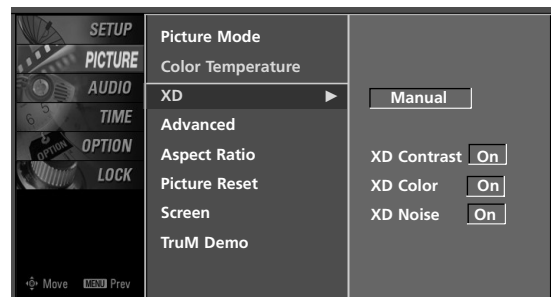 SETUP
PICTURE
AUDIO
TIME
OPTION
LOCK
Move MENU Prev
Picture Mode
Color Temperature
XD ▶
Advanced
Aspect Ratio
Picture Reset
Screen
TruM Demo
Manual
XD Contrast On
XD Color On
XD Noise On